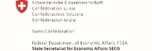 Schweizerische Eidgenossenschaft
Confédération suisse
Confederazione Svizzera
Confederaziun svizra
Swiss Confederation
Federal Department of Economic Affairs FDEA
State Secretariat for Economic Affairs SECO